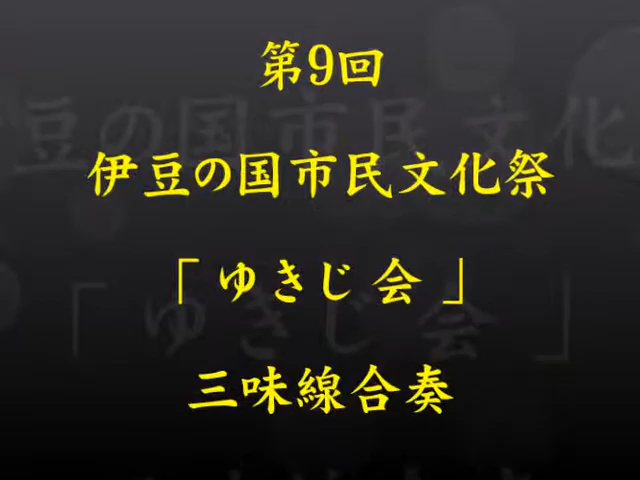 第9回
伊豆の国市民文化祭
「ゆきじ会」
三味線合奏